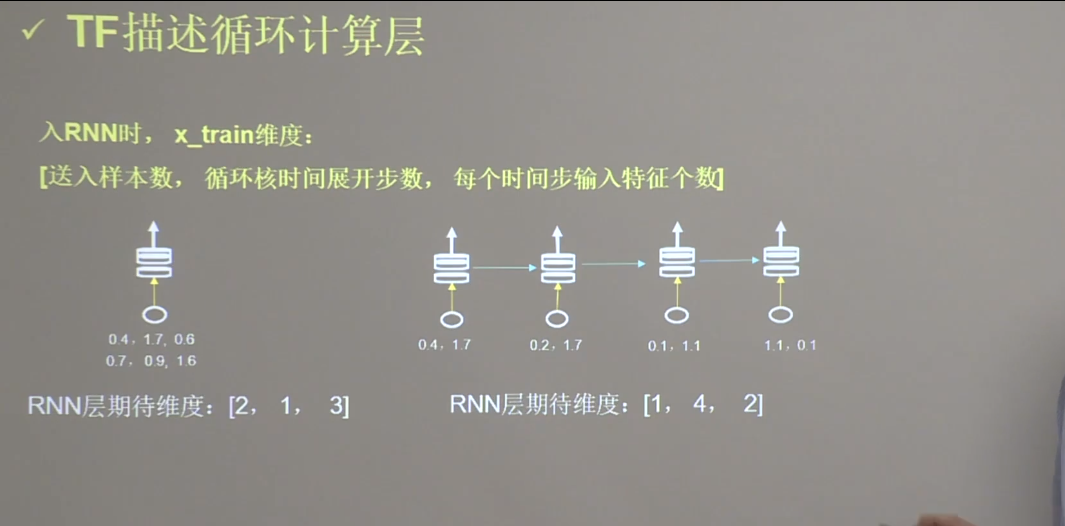 ✓ TF描述循环计算层
入RNN时， x_train维度：
[送入样本数， 循环核时间展开步数， 每个时间步输入特征个数]
0.4，1.7, 0.6
0.7，0.9, 1.6
0.4，1.7
0.2，1.7
0.1，1.1
1.1，0.1
RNN层期待维度：[2， 1， 3]
RNN层期待维度：[1， 4， 2]